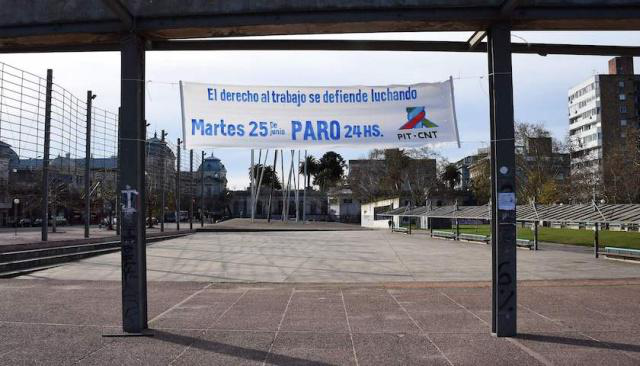 El derecho al trabajo se defiende luchando
Martes 25 De junio PARO 24 HS.
PIT-CNT